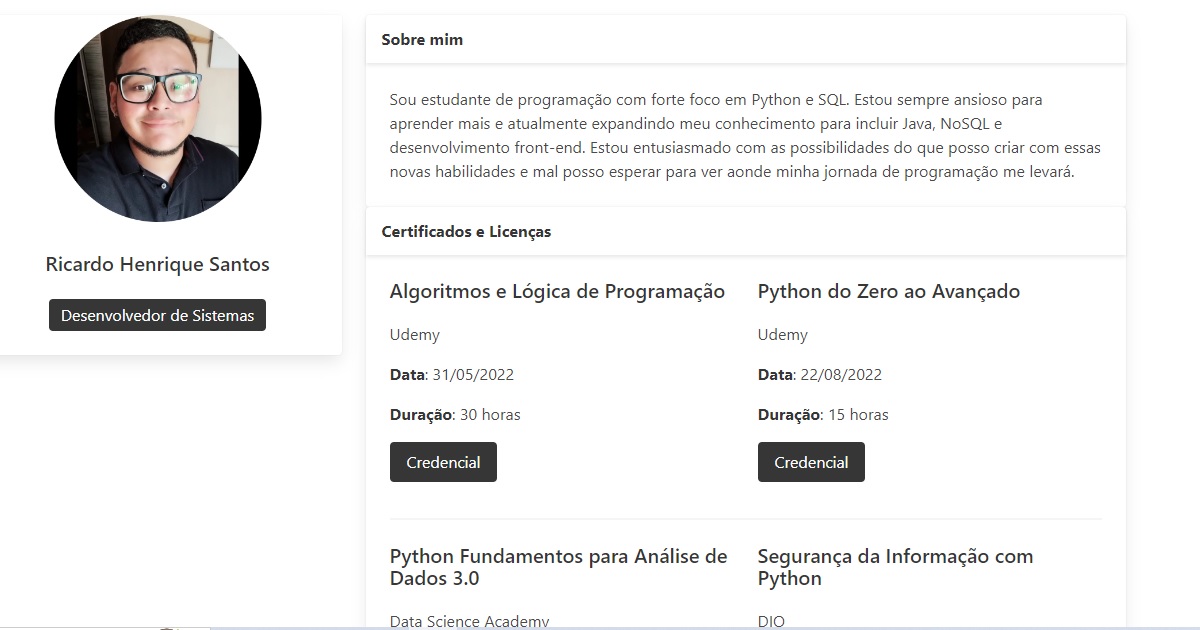 Ricardo Henrique Santos
Desenvolvedor de Sistemas
Sobre mim
Sou estudante de programação com forte foco em Python e SQL. Estou sempre ansioso para
aprender mais e atualmente expandindo meu conhecimento para incluir Java, NoSQL e
desenvolvimento front-end. Estou entusiasmado com as possibilidades do que posso criar com essas
novas habilidades e mal posso esperar para ver aonde minha jornada de programação me levará.
Certificados e Licenças
Algoritmos e Lógica de Programação
Udemy
Data: 31/05/2022
Duração: 30 horas
Credencial
Python do Zero ao Avançado
Udemy
Data: 22/08/2022
Duração: 15 horas
Credencial
Python Fundamentos para Análise de
Dados 3.0
Data Science Academy
Segurança da Informação com
Python
DIO